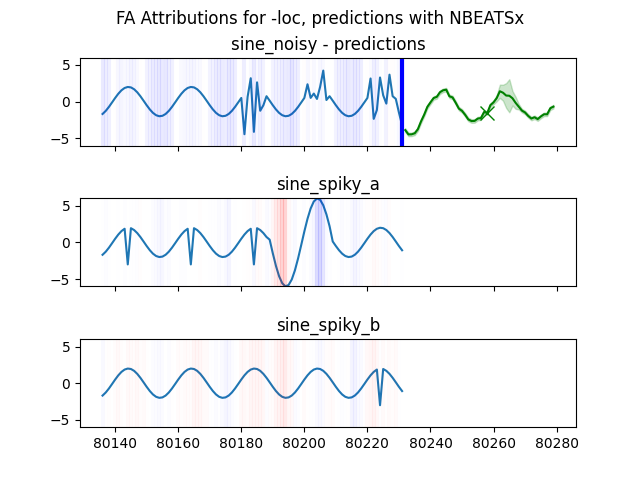 FA Attributions for -loc, predictions with NBEATSx
sine_noisy - predictions
5
0
−5
sine_spiky_a
5
0
−5
sine_spiky_b
5
0
−5
80140 80160 80180 80200 80220 80240 80260 80280